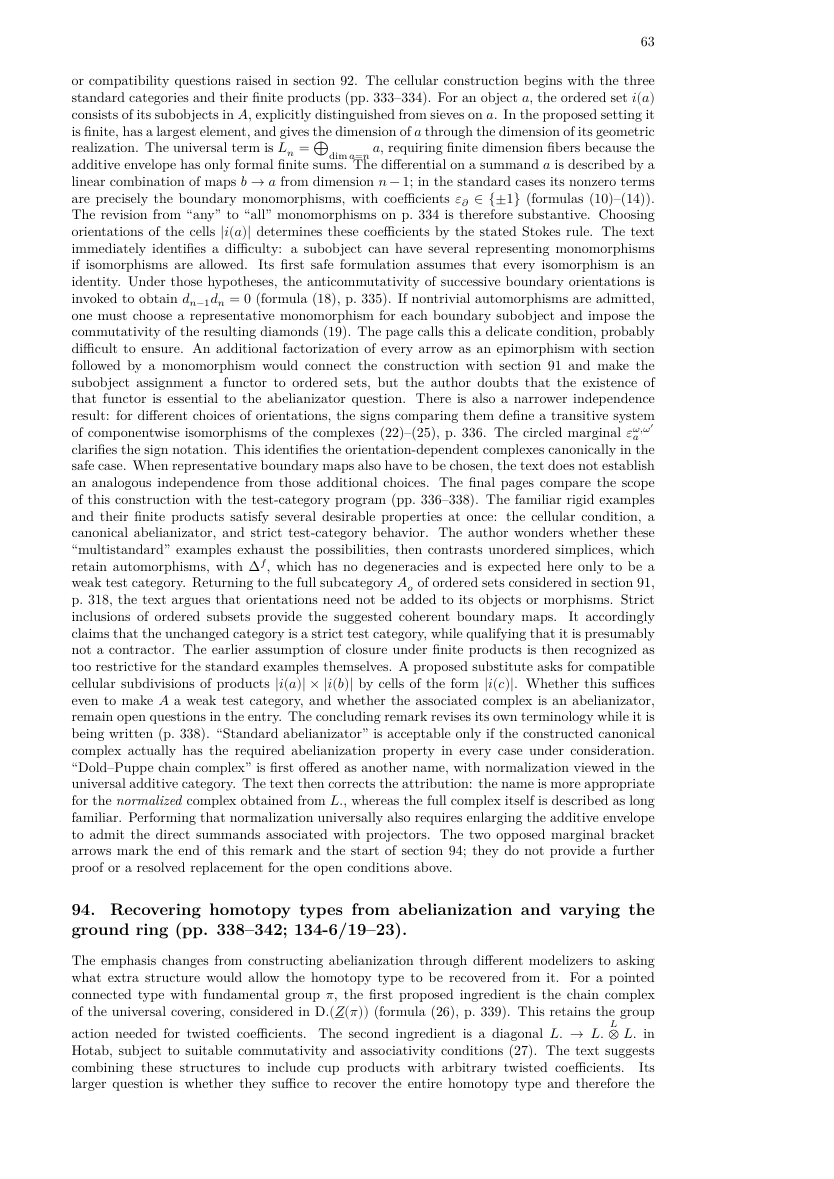 63
or compatibility questions raised in section 92. The cellular construction begins with the three
standard categories and their finite products (pp. 333–334). For an object a, the ordered set i(a)
consists of its subobjects in A, explicitly distinguished from sieves on a. In the proposed setting it
is finite, has a largest element, and gives the dimension of a through the dimension of its geometric
realization. The universal term is Lₙ = ⨁_{dim a=n} a, requiring finite dimension fibers because the
additive envelope has only formal finite sums. The differential on a summand a is described by a
linear combination of maps b → a from dimension n − 1; in the standard cases its nonzero terms
are precisely the boundary monomorphisms, with coefficients ε_∂ ∈ {±1} (formulas (10)–(14)).
The revision from “any” to “all” monomorphisms on p. 334 is therefore substantive. Choosing
orientations of the cells |i(a)| determines these coefficients by the stated Stokes rule. The text
immediately identifies a difficulty: a subobject can have several representing monomorphisms
if isomorphisms are allowed. Its first safe formulation assumes that every isomorphism is an
identity. Under those hypotheses, the anticommutativity of successive boundary orientations is
invoked to obtain dₙ₋₁dₙ = 0 (formula (18), p. 335). If nontrivial automorphisms are admitted,
one must choose a representative monomorphism for each boundary subobject and impose the
commutativity of the resulting diamonds (19). The page calls this a delicate condition, probably
difficult to ensure. An additional factorization of every arrow as an epimorphism with section
followed by a monomorphism would connect the construction with section 91 and make the
subobject assignment a functor to ordered sets, but the author doubts that the existence of
that functor is essential to the abelianizator question. There is also a narrower independence
result: for different choices of orientations, the signs comparing them define a transitive system
of componentwise isomorphisms of the complexes (22)–(25), p. 336. The circled marginal ε_a^{ω,ω′}
clarifies the sign notation. This identifies the orientation-dependent complexes canonically in the
safe case. When representative boundary maps also have to be chosen, the text does not establish
an analogous independence from those additional choices. The final pages compare the scope
of this construction with the test-category program (pp. 336–338). The familiar rigid examples
and their finite products satisfy several desirable properties at once: the cellular condition, a
canonical abelianizator, and strict test-category behavior. The author wonders whether these
“multistandard” examples exhaust the possibilities, then contrasts unordered simplices, which
retain automorphisms, with Δ^f, which has no degeneracies and is expected here only to be a
weak test category. Returning to the full subcategory A_o of ordered sets considered in section 91,
p. 318, the text argues that orientations need not be added to its objects or morphisms. Strict
inclusions of ordered subsets provide the suggested coherent boundary maps. It accordingly
claims that the unchanged category is a strict test category, while qualifying that it is presumably
not a contractor. The earlier assumption of closure under finite products is then recognized as
too restrictive for the standard examples themselves. A proposed substitute asks for compatible
cellular subdivisions of products |i(a)| × |i(b)| by cells of the form |i(c)|. Whether this suffices
even to make A a weak test category, and whether the associated complex is an abelianizator,
remain open questions in the entry. The concluding remark revises its own terminology while it is
being written (p. 338). “Standard abelianizator” is acceptable only if the constructed canonical
complex actually has the required abelianization property in every case under consideration.
“Dold–Puppe chain complex” is first offered as another name, with normalization viewed in the
universal additive category. The text then corrects the attribution: the name is more appropriate
for the normalized complex obtained from L., whereas the full complex itself is described as long
familiar. Performing that normalization universally also requires enlarging the additive envelope
to admit the direct summands associated with projectors. The two opposed marginal bracket
arrows mark the end of this remark and the start of section 94; they do not provide a further
proof or a resolved replacement for the open conditions above.
94. Recovering homotopy types from abelianization and varying the
ground ring (pp. 338–342; 134-6/19–23).
The emphasis changes from constructing abelianization through different modelizers to asking
what extra structure would allow the homotopy type to be recovered from it. For a pointed
connected type with fundamental group π, the first proposed ingredient is the chain complex
of the universal covering, considered in D.(Z(π)) (formula (26), p. 339). This retains the group
action needed for twisted coefficients. The second ingredient is a diagonal L. → L. ⊗^L L. in
Hotab, subject to suitable commutativity and associativity conditions (27). The text suggests
combining these structures to include cup products with arbitrary twisted coefficients. Its
larger question is whether they suffice to recover the entire homotopy type and therefore the